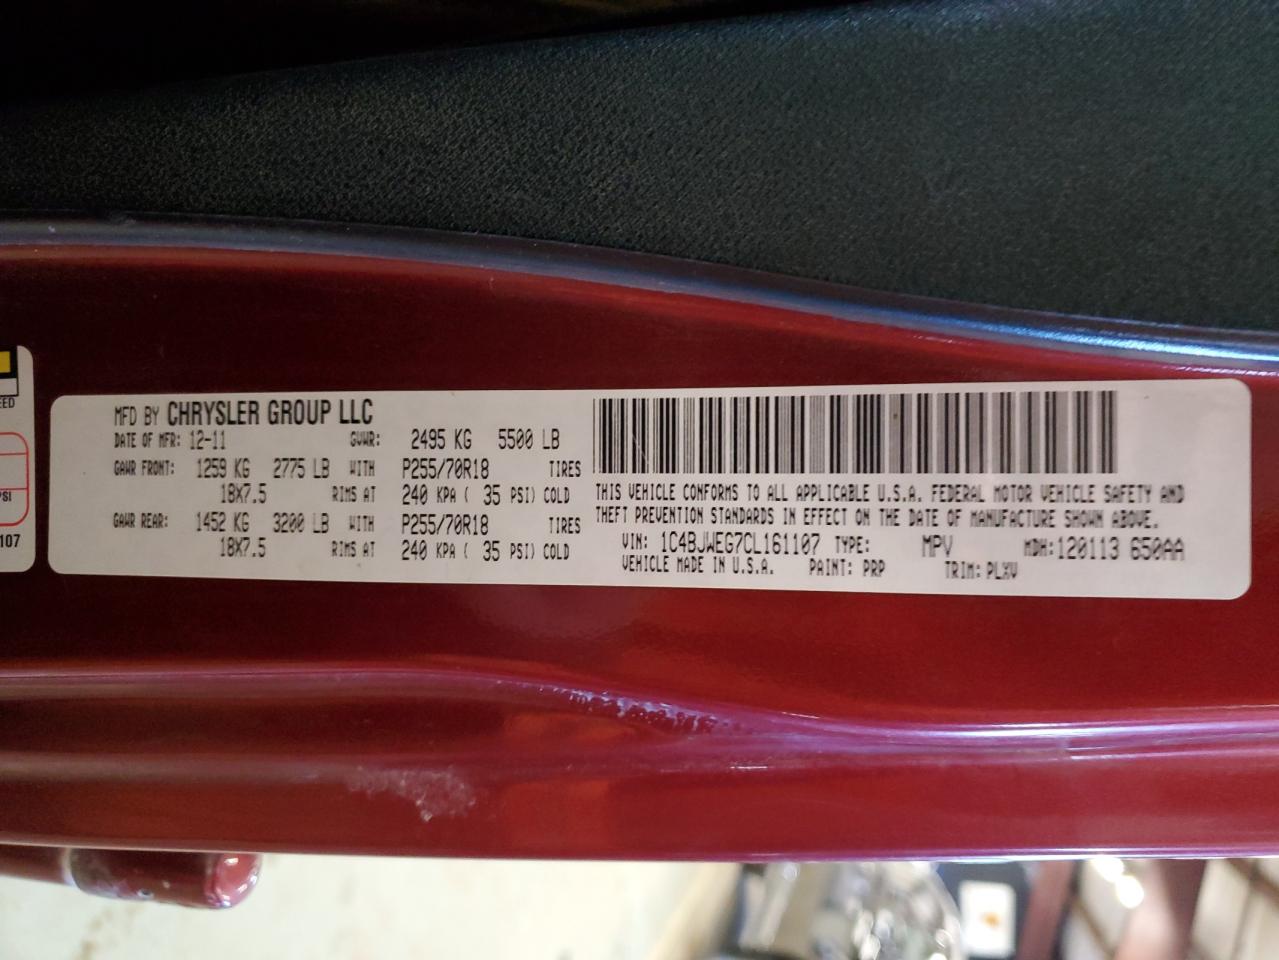 EED
PSI
107
MFD BY CHRYSLER GROUP LLC
DATE OF MFR: 12-11 GVWR: 2495 KG 5500 LB
GAWR FRONT: 1259 KG 2775 LB WITH P255/70R18 TIRES
18X7.5 RIMS AT 240 KPA ( 35 PSI) COLD
GAWR REAR: 1452 KG 3200 LB WITH P255/70R18 TIRES
18X7.5 RIMS AT 240 KPA ( 35 PSI) COLD
THIS VEHICLE CONFORMS TO ALL APPLICABLE U.S.A. FEDERAL MOTOR VEHICLE SAFETY AND
THEFT PREVENTION STANDARDS IN EFFECT ON THE DATE OF MANUFACTURE SHOWN ABOVE.
VIN: 1C4BJWEG7CL161107 TYPE: MPV MDH:120113 650AA
VEHICLE MADE IN U.S.A. PAINT: PRP TRIM: PLXV